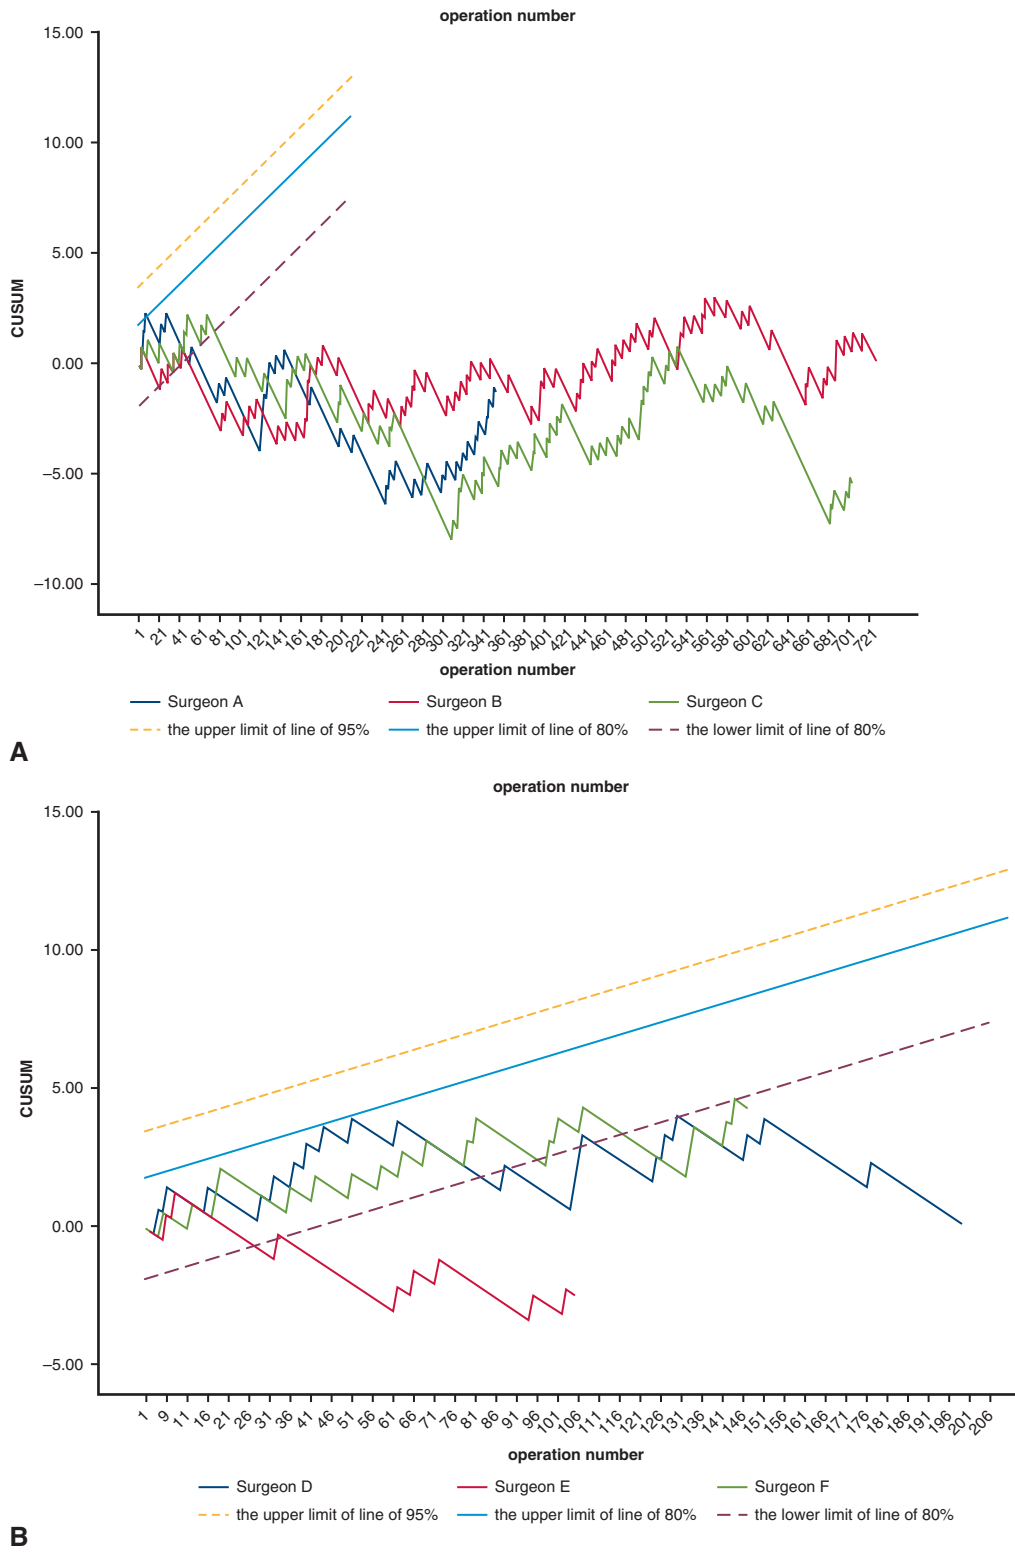 operation number
15.00
10.00
5.00
0.00
−5.00
−10.00
CUSUM
1 21 41 61 81 101 121 141 161 181 201 221 241 261 281 301 321 341 361 381 401 421 441 461 481 501 521 541 561 581 601 621 641 661 681 701 721
operation number
Surgeon A Surgeon B Surgeon C
the upper limit of line of 95% the upper limit of line of 80% the lower limit of line of 80%
A
operation number
15.00
10.00
5.00
0.00
−5.00
CUSUM
1 9 11 16 21 26 31 36 41 46 51 56 61 66 71 76 81 86 91 96 101 106 111 116 121 126 131 136 141 146 151 156 161 166 171 176 181 186 191 196 201 206
operation number
Surgeon D Surgeon E Surgeon F
the upper limit of line of 95% the upper limit of line of 80% the lower limit of line of 80%
B